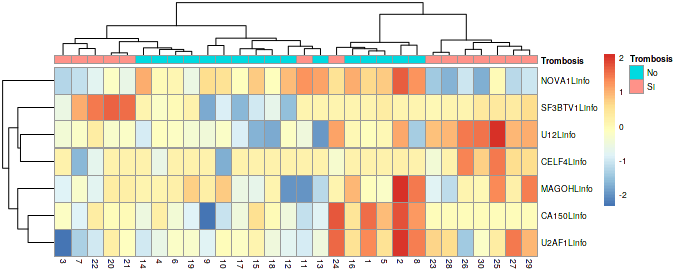 Trombosis
NOVA1Linfo
SF3BTV1Linfo
U12Linfo
CELF4Linfo
MAGOHLinfo
CA150Linfo
U2AF1Linfo
3 7 22 20 21 14 4 6 19 9 10 17 15 18 12 11 13 24 16 1 5 2 8 23 28 26 30 25 27 29
2
1
0
-1
-2
Trombosis
No
SI